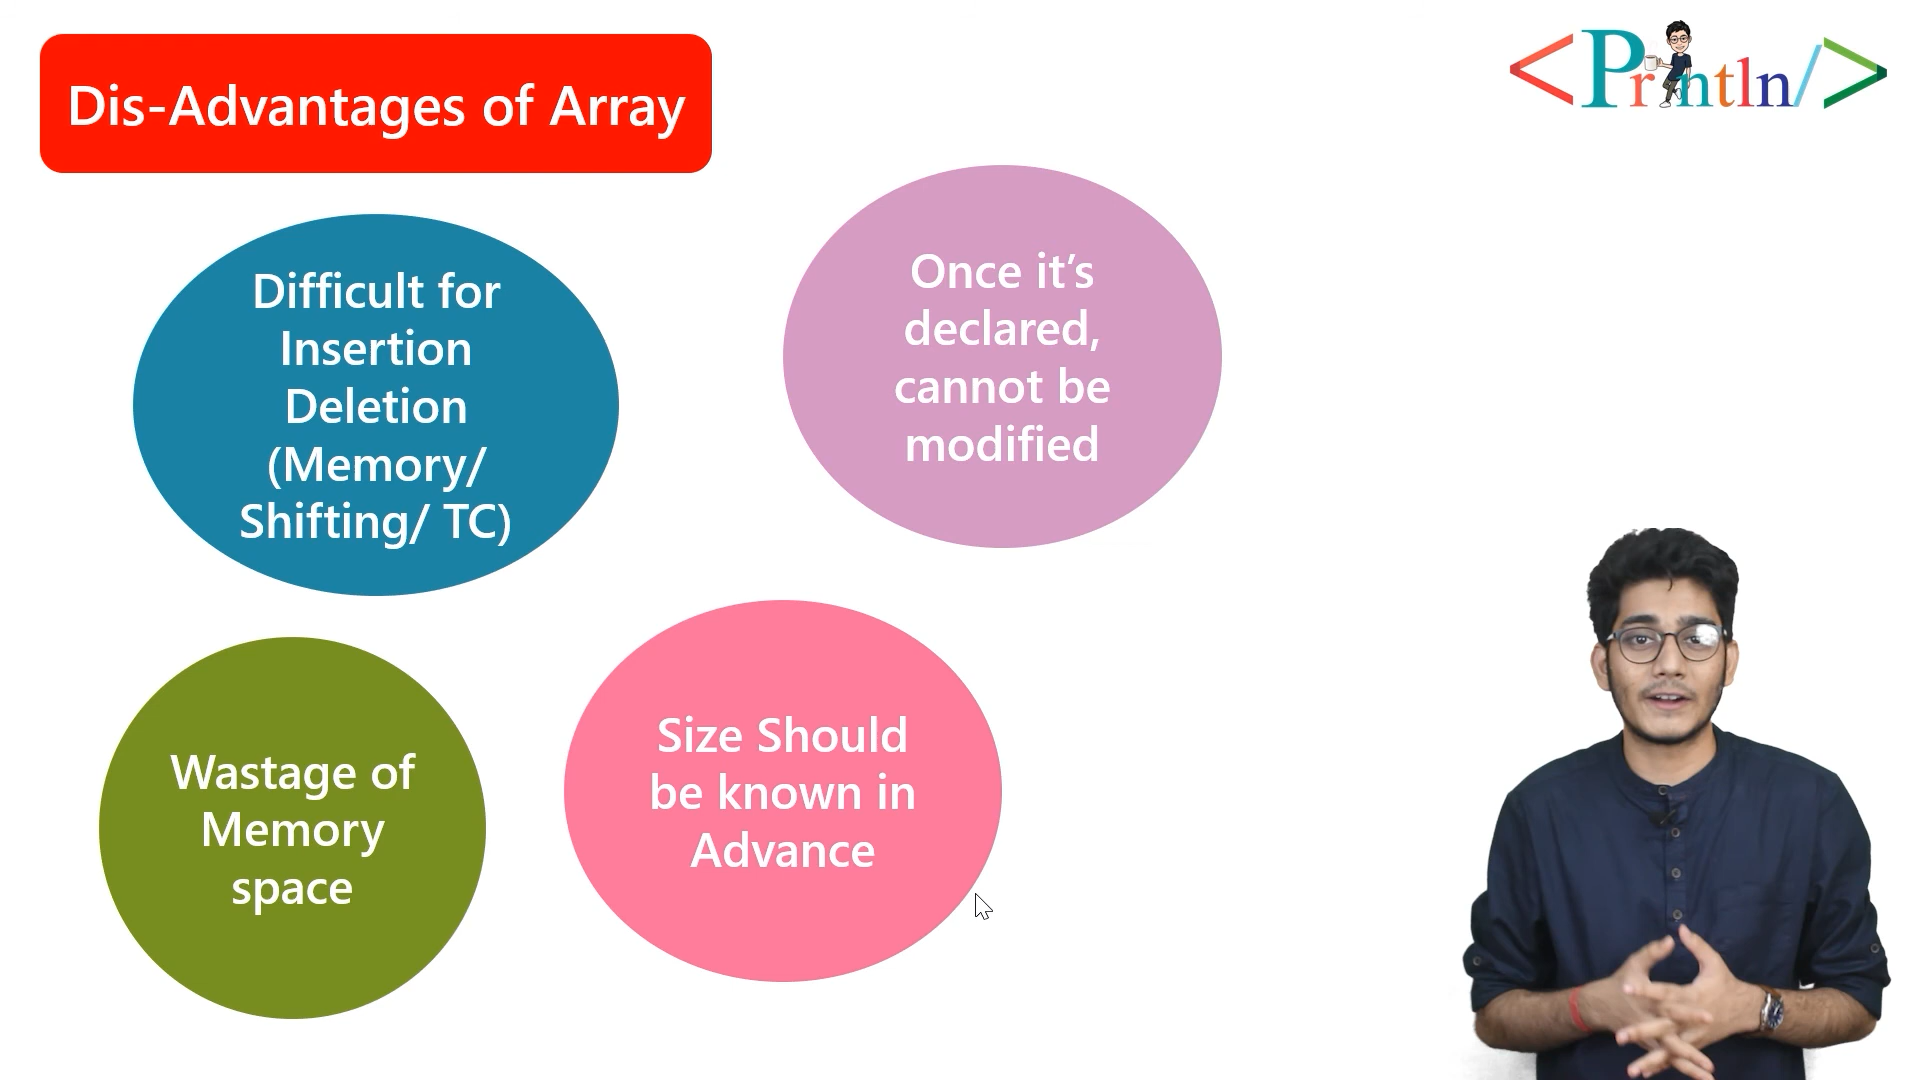 Dis-Advantages of Array
<Println/>
Difficult for
Insertion
Deletion
(Memory/
Shifting/ TC)
Once it’s
declared,
cannot be
modified
Wastage of
Memory
space
Size Should
be known in
Advance